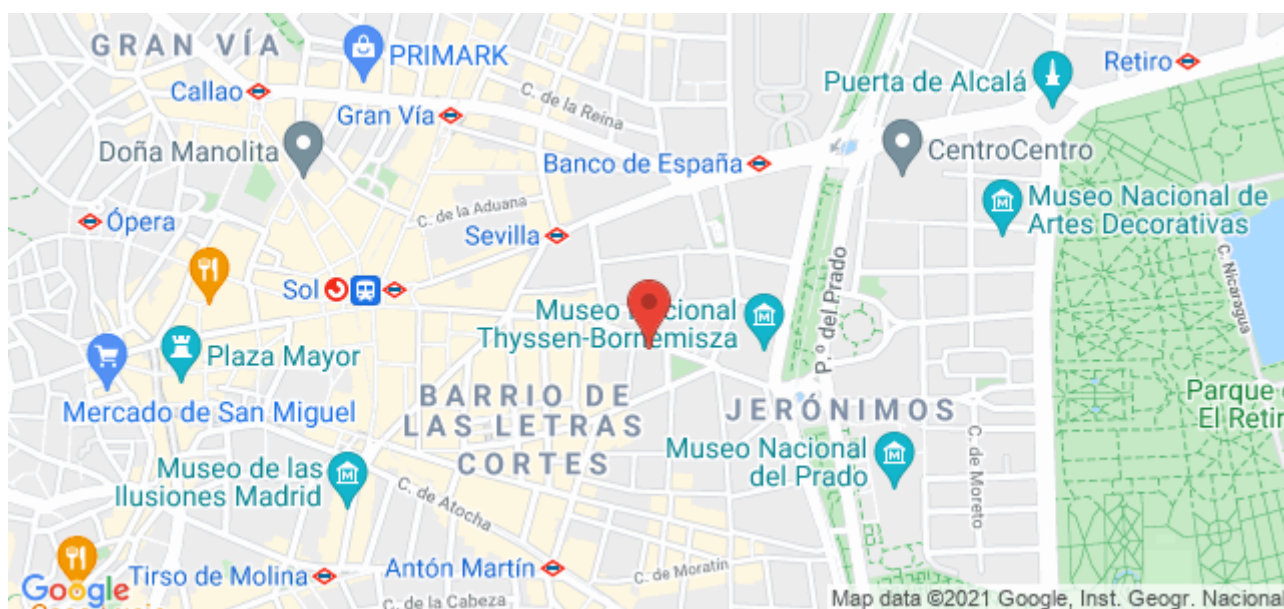 GRAN VÍA
PRIMARK
Callao
C. de la Reina
Gran Vía
Retiro
Puerta de Alcalá
Doña Manolita
Banco de España
CentroCentro
Museo Nacional de
Artes Decorativas
Ópera
C. de la Aduana
Sevilla
C. Nicaragua
Sol
Museo
Thyssen-Bornemisza
P.º del Prado
Plaza Mayor
Mercado de San Miguel
BARRIO DE
LAS LETRAS
CORTES
JERÓNIMOS
Parque
El Retir
Museo Nacional
del Prado
C. de Moreto
Museo de las
Ilusiones Madrid
C. de Atocha
Tirso de Molina
Antón Martín
C. de Moratín
C. de la Cabeza
Google
Map data ©2021 Google, Inst. Geogr. Naciona